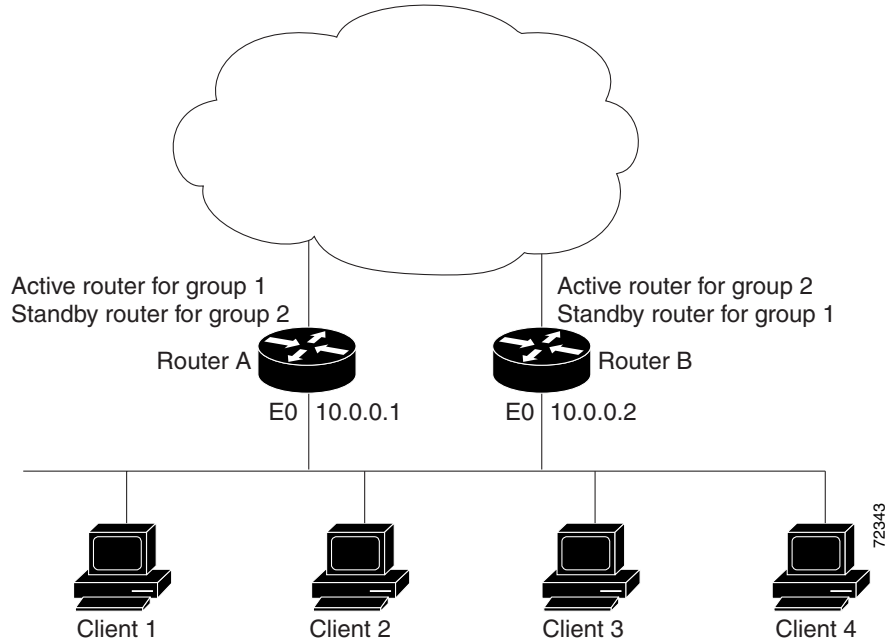 Active router for group 1
Standby router for group 2
Active router for group 2
Standby router for group 1
Router A
Router B
E0 10.0.0.1
E0 10.0.0.2
Client 1
Client 2
Client 3
Client 4
72343